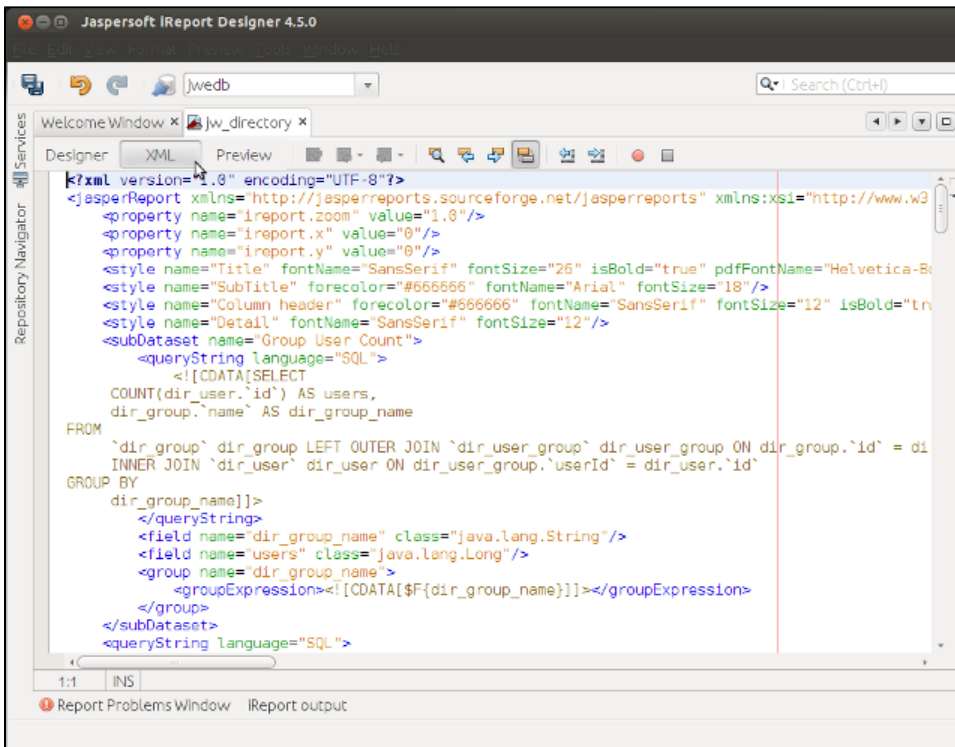 Jaspersoft iReport Designer 4.5.0
File Edit View Format Preview Tools Window Help
jwedb
Search (Ctrl+I)
Services
Repository Navigator
Welcome Window × jw_directory ×
Designer XML Preview
<?xml version="1.0" encoding="UTF-8"?>
<jasperReport xmlns="http://jasperreports.sourceforge.net/jasperreports" xmlns:xsi="http://www.w3
<property name="ireport.zoom" value="1.0"/>
<property name="ireport.x" value="0"/>
<property name="ireport.y" value="0"/>
<style name="Title" fontName="SansSerif" fontSize="26" isBold="true" pdfFontName="Helvetica-Bo
<style name="SubTitle" forecolor="#666666" fontName="Arial" fontSize="18"/>
<style name="Column header" forecolor="#666666" fontName="SansSerif" fontSize="12" isBold="tru
<style name="Detail" fontName="SansSerif" fontSize="12"/>
<subDataset name="Group User Count">
<queryString language="SQL">
<![CDATA[SELECT
COUNT(dir_user.`id`) AS users,
dir_group.`name` AS dir_group_name
FROM
`dir_group` dir_group LEFT OUTER JOIN `dir_user_group` dir_user_group ON dir_group.`id` = di
INNER JOIN `dir_user` dir_user ON dir_user_group.`userId` = dir_user.`id`
GROUP BY
dir_group_name]]>
</queryString>
<field name="dir_group_name" class="java.lang.String"/>
<field name="users" class="java.lang.Long"/>
<group name="dir_group_name">
<groupExpression><![CDATA[$F{dir_group_name}]]></groupExpression>
</group>
</subDataset>
<queryString language="SQL">
1:1 INS
Report Problems Window iReport output